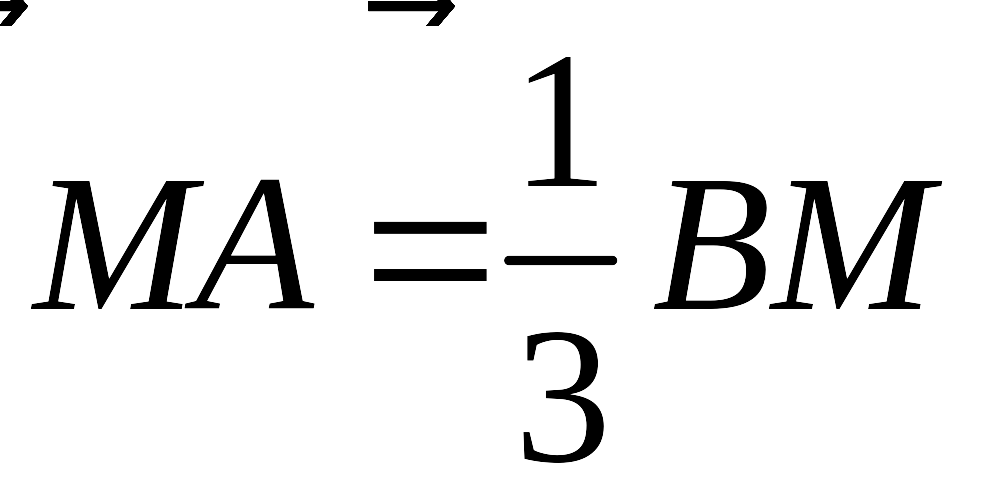 → →
MA = 1/3 BM